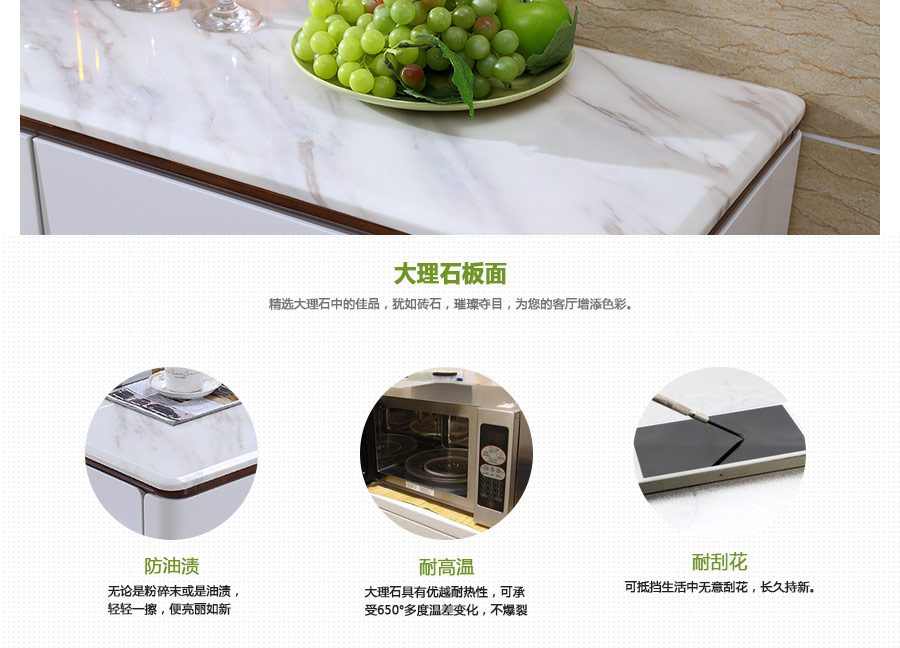 大理石板面
精选大理石中的佳品，犹如砖石，璀璨夺目，为您的客厅增添色彩。
防油渍
无论是粉碎末或是油渍，
轻轻一擦，便亮丽如新
耐高温
大理石具有优越耐热性，可承
受650°多度温差变化，不爆裂
耐刮花
可抵挡生活中无意刮花，长久持新。